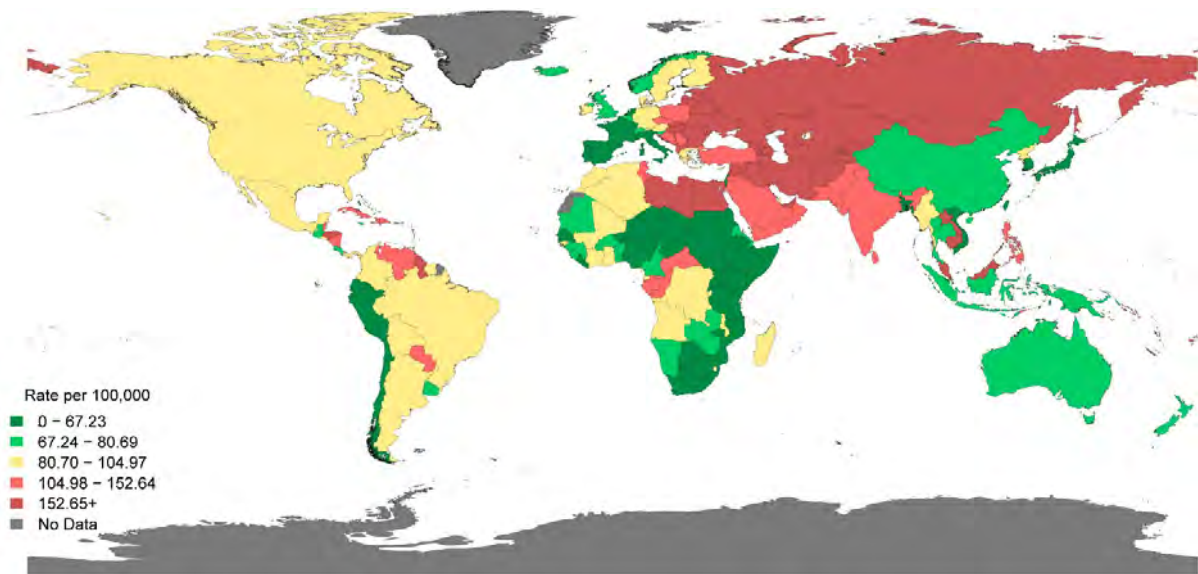 Rate per 100,000
0 – 67.23
67.24 – 80.69
80.70 – 104.97
104.98 – 152.64
152.65+
No Data